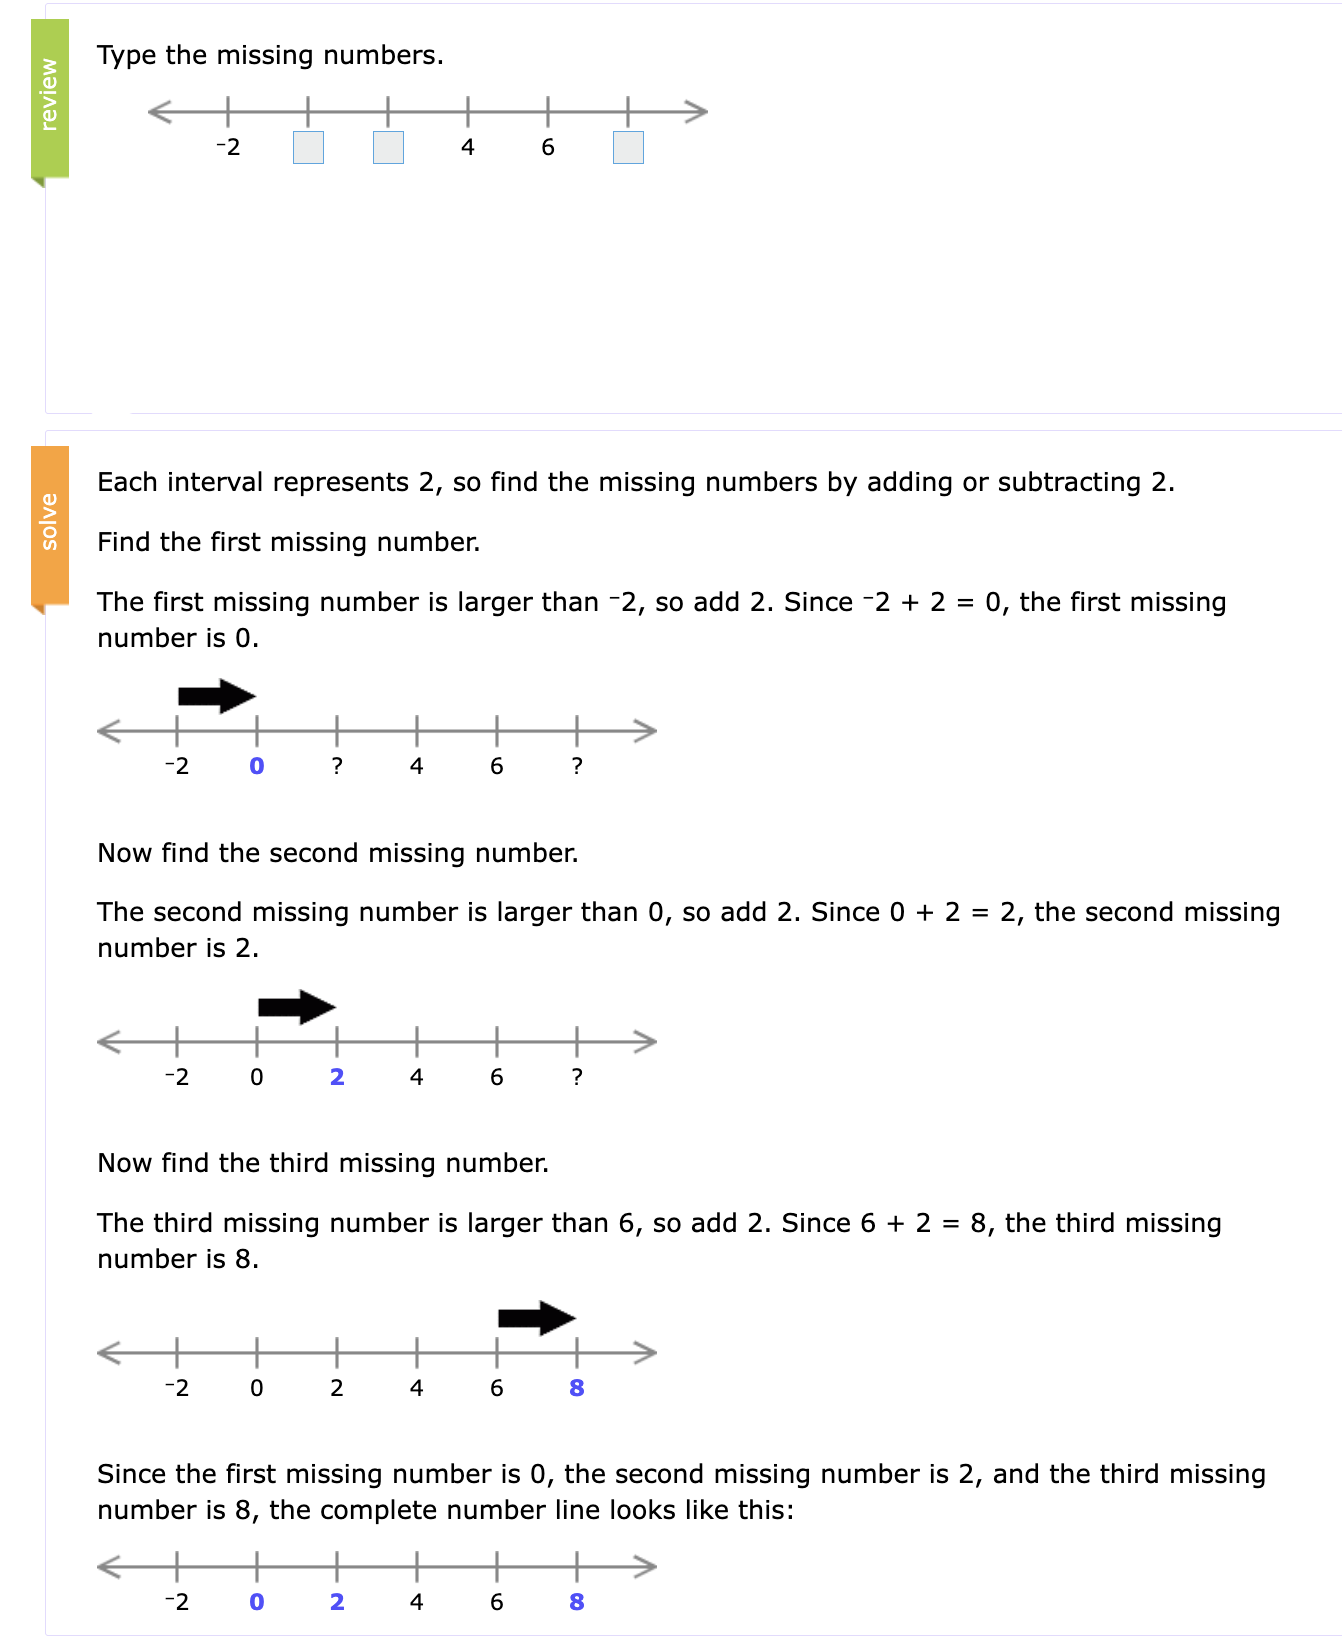 review
Type the missing numbers.
⁻2 4 6
solve
Each interval represents 2, so find the missing numbers by adding or subtracting 2.
Find the first missing number.
The first missing number is larger than ⁻2, so add 2. Since ⁻2 + 2 = 0, the first missing
number is 0.
⁻2 0 ? 4 6 ?
Now find the second missing number.
The second missing number is larger than 0, so add 2. Since 0 + 2 = 2, the second missing
number is 2.
⁻2 0 2 4 6 ?
Now find the third missing number.
The third missing number is larger than 6, so add 2. Since 6 + 2 = 8, the third missing
number is 8.
⁻2 0 2 4 6 8
Since the first missing number is 0, the second missing number is 2, and the third missing
number is 8, the complete number line looks like this:
⁻2 0 2 4 6 8